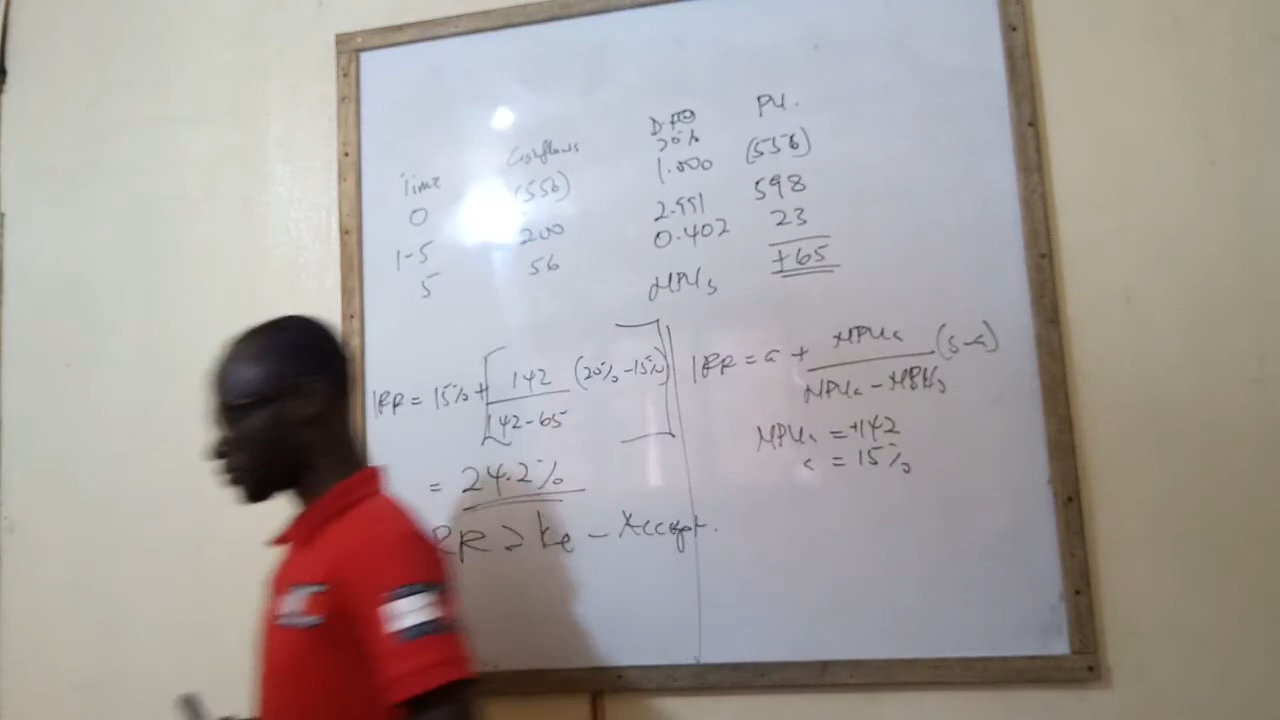 Time Cashflows D.F@ 20% PV.
0 (556) 1.000 (556)
1-5 200 2.991 598
5 56 0.402 23
NPVb +65
IRR = 15% + [ 142 / 142-65 (20% - 15%) ]
= 24.2%
RR ≥ ke - Accept.
IRR = a + NPVa / NPVa - NPVb (b-a)
NPVa = +142
a = 15%